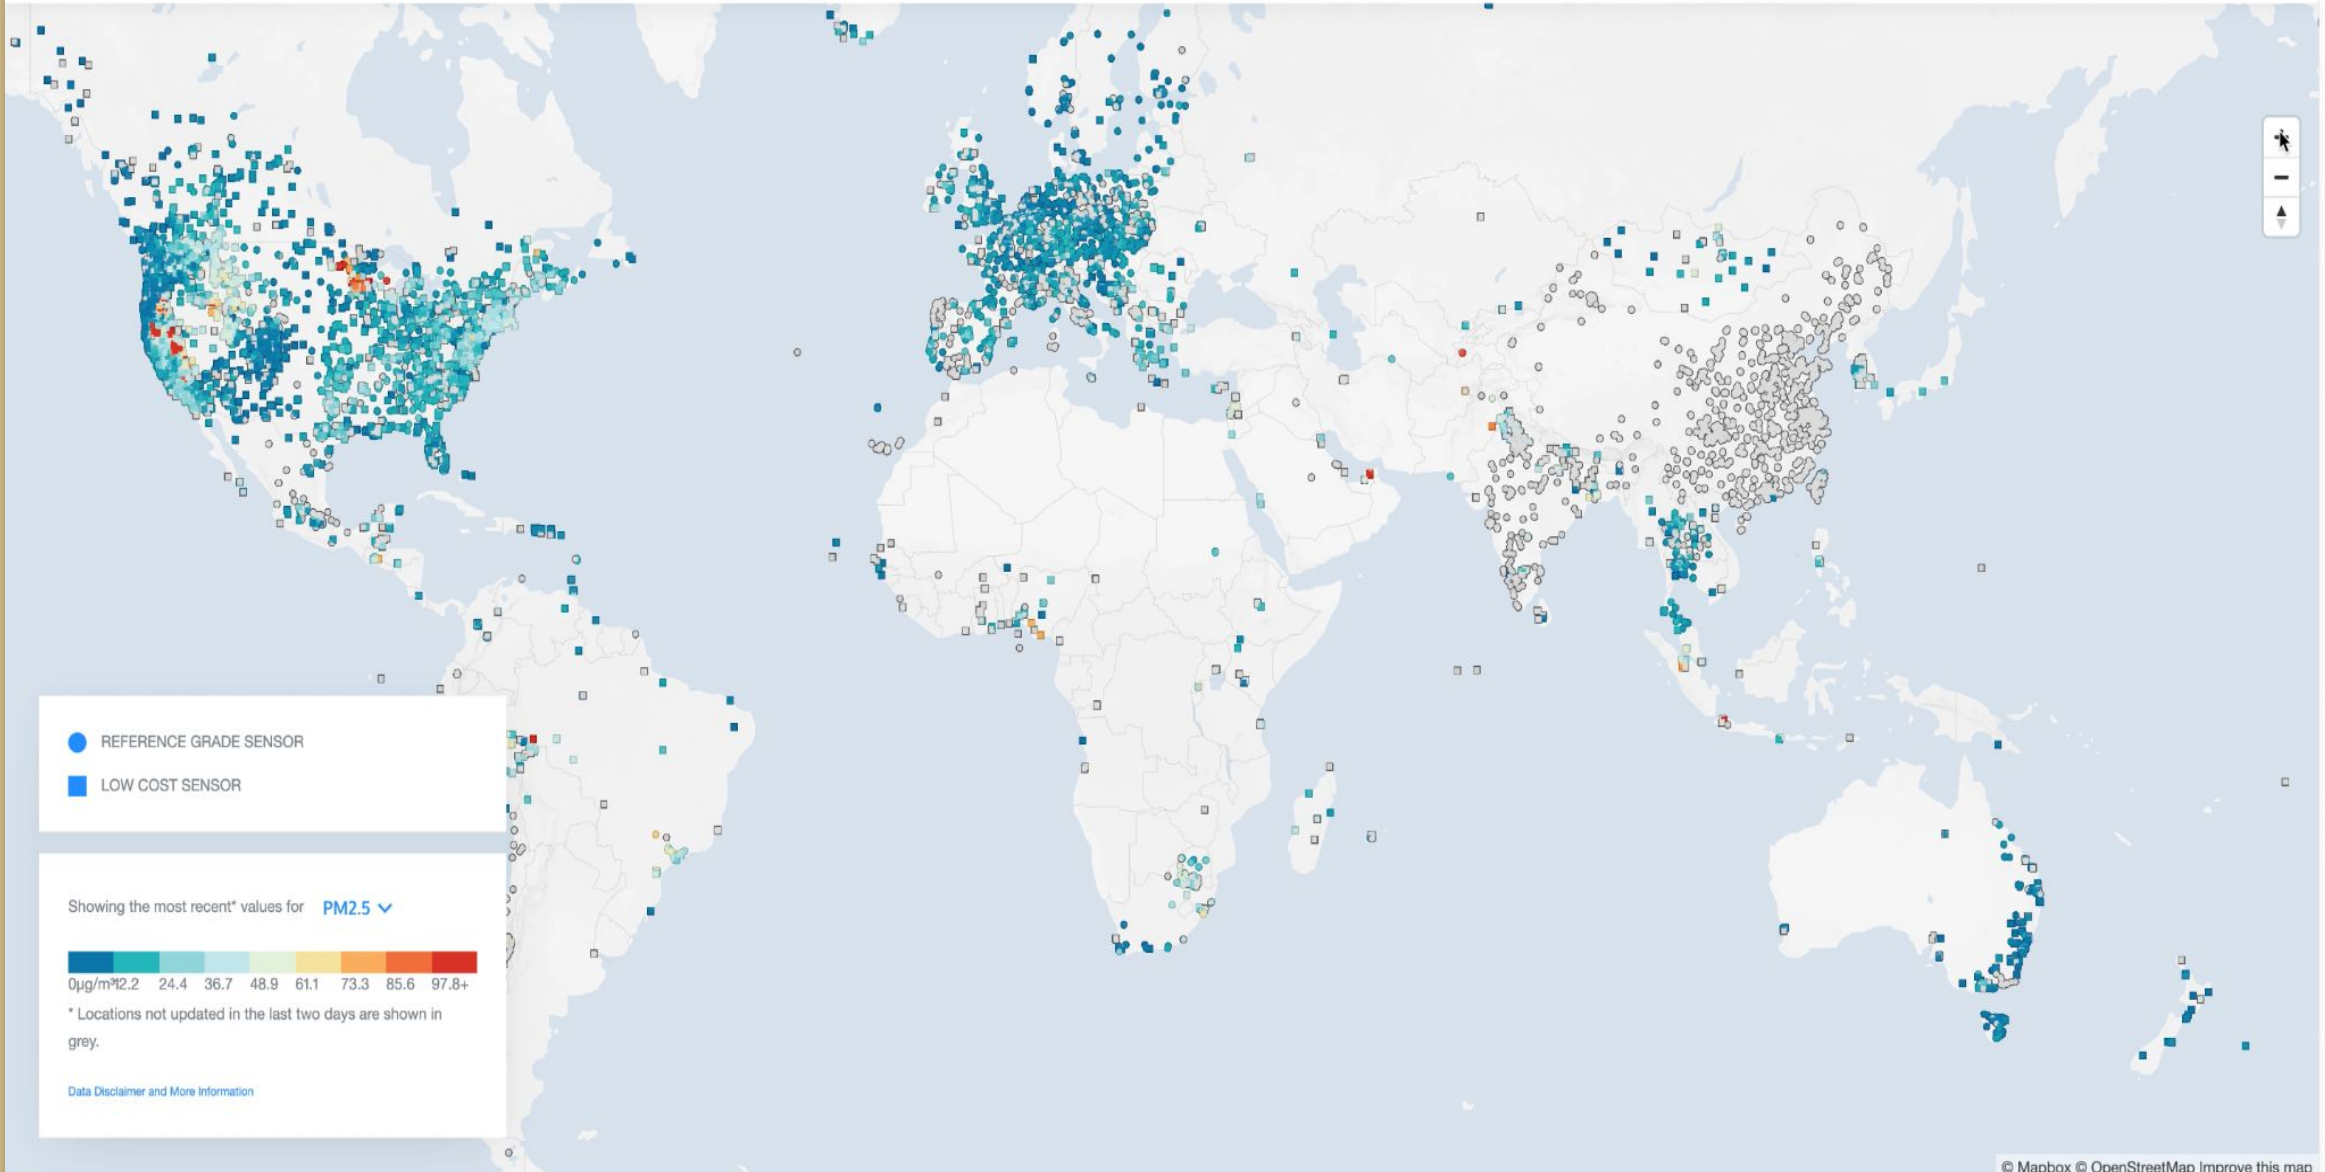 REFERENCE GRADE SENSOR
LOW COST SENSOR
Showing the most recent* values for PM2.5
0µg/m³12.2 24.4 36.7 48.9 61.1 73.3 85.6 97.8+
* Locations not updated in the last two days are shown in
grey.
Data Disclaimer and More Information
© Mapbox © OpenStreetMap Improve this map